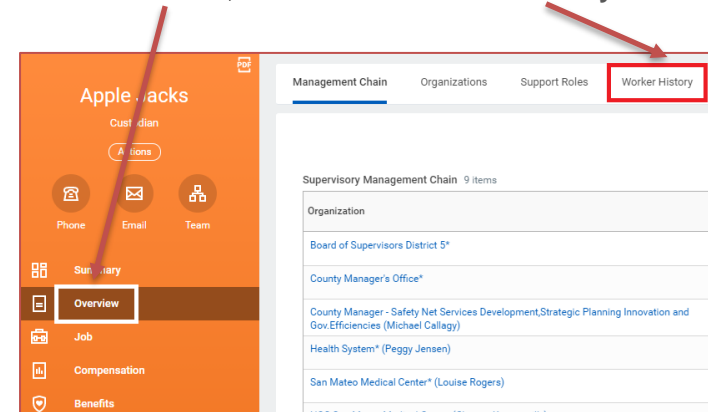 PDF
Apple Jacks
Custodian
Actions
Phone Email Team
Summary
Overview
Job
Compensation
Benefits
Management Chain Organizations Support Roles Worker History
Supervisory Management Chain 9 items
Organization
Board of Supervisors District 5*
County Manager's Office*
County Manager - Safety Net Services Development,Strategic Planning Innovation and
Gov.Efficiencies (Michael Callagy)
Health System* (Peggy Jensen)
San Mateo Medical Center* (Louise Rogers)